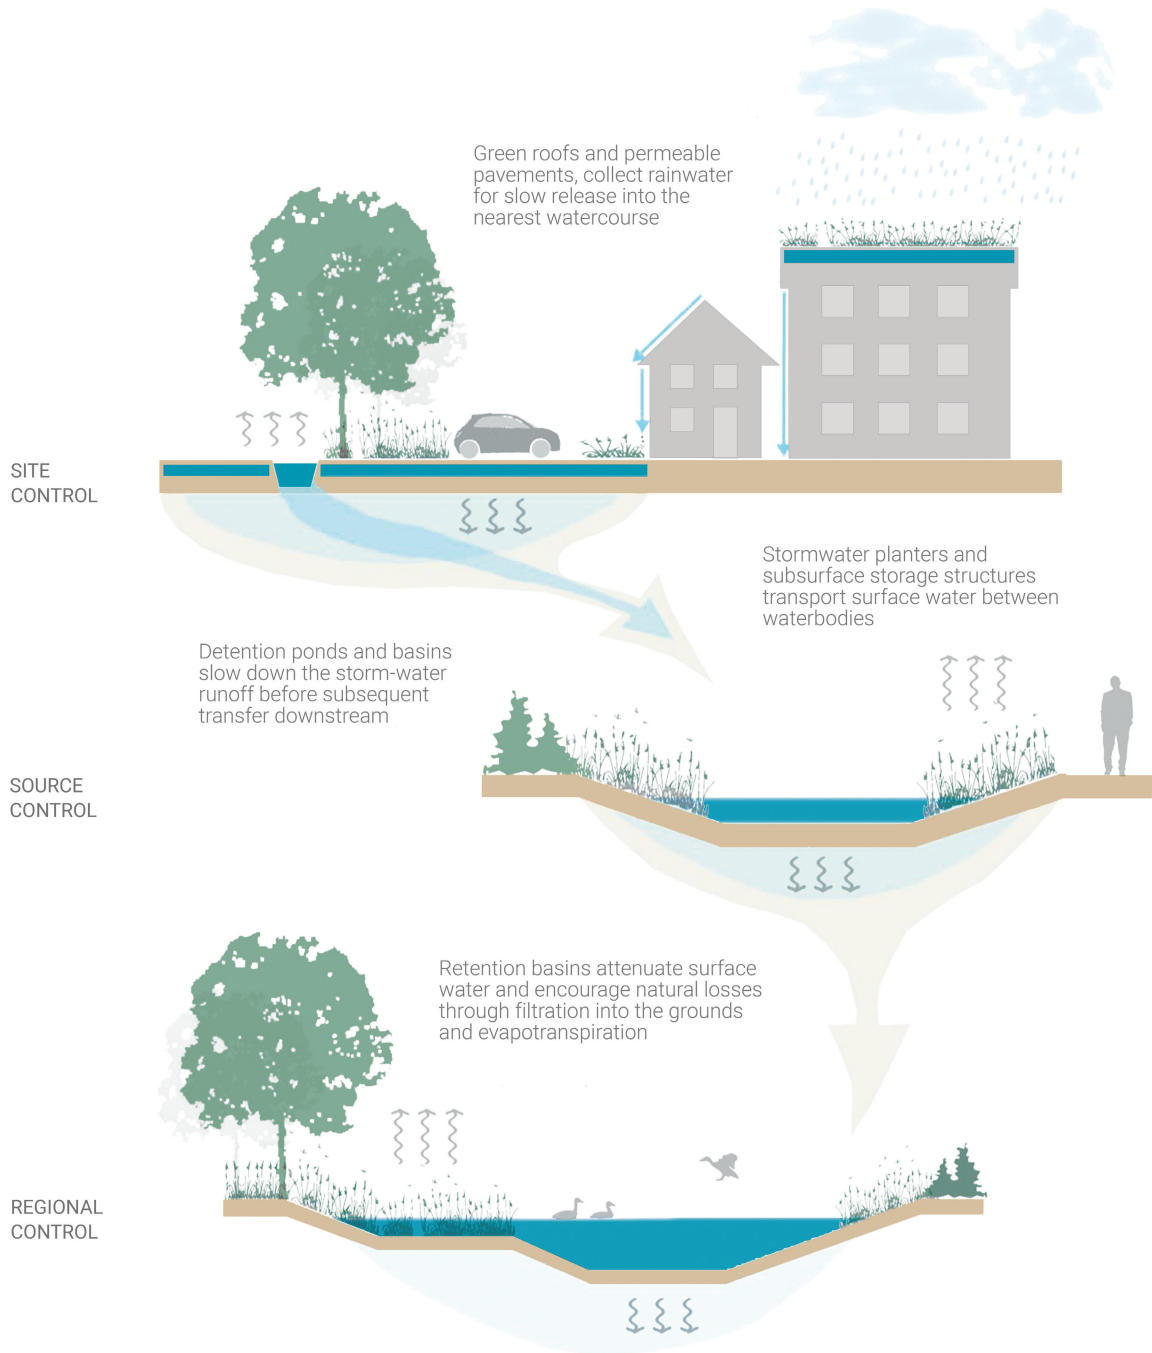 Green roofs and permeable
pavements, collect rainwater
for slow release into the
nearest watercourse
SITE
CONTROL
Stormwater planters and
subsurface storage structures
transport surface water between
waterbodies
Detention ponds and basins
slow down the storm-water
runoff before subsequent
transfer downstream
SOURCE
CONTROL
Retention basins attenuate surface
water and encourage natural losses
through filtration into the grounds
and evapotranspiration
REGIONAL
CONTROL